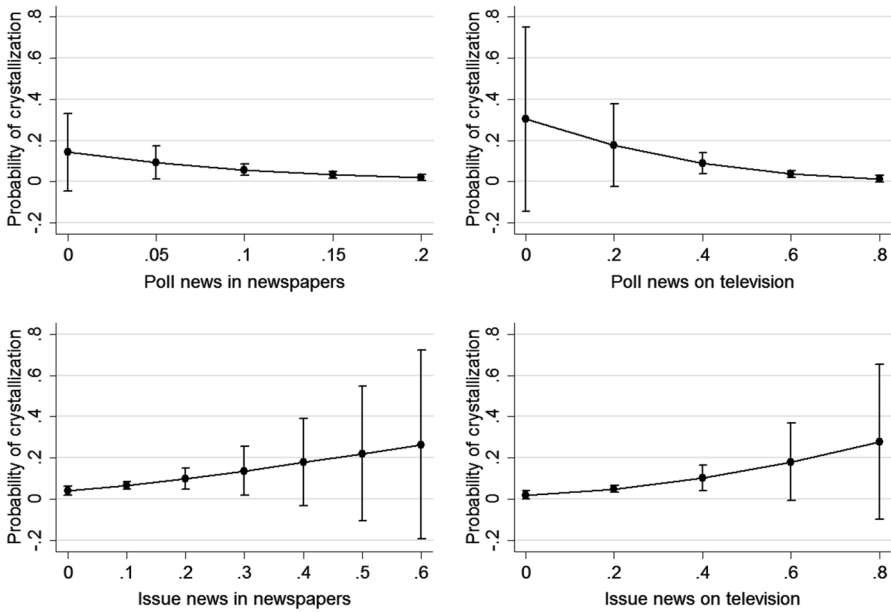 Probability of crystallization
.8
.6
.4
.2
0
-.2
0 .05 .1 .15 .2
Poll news in newspapers
Probability of crystallization
.8
.6
.4
.2
0
-.2
0 .2 .4 .6 .8
Poll news on television
Probability of crystallization
.8
.6
.4
.2
0
-.2
0 .1 .2 .3 .4 .5 .6
Issue news in newspapers
Probability of crystallization
.8
.6
.4
.2
0
-.2
0 .2 .4 .6 .8
Issue news on television